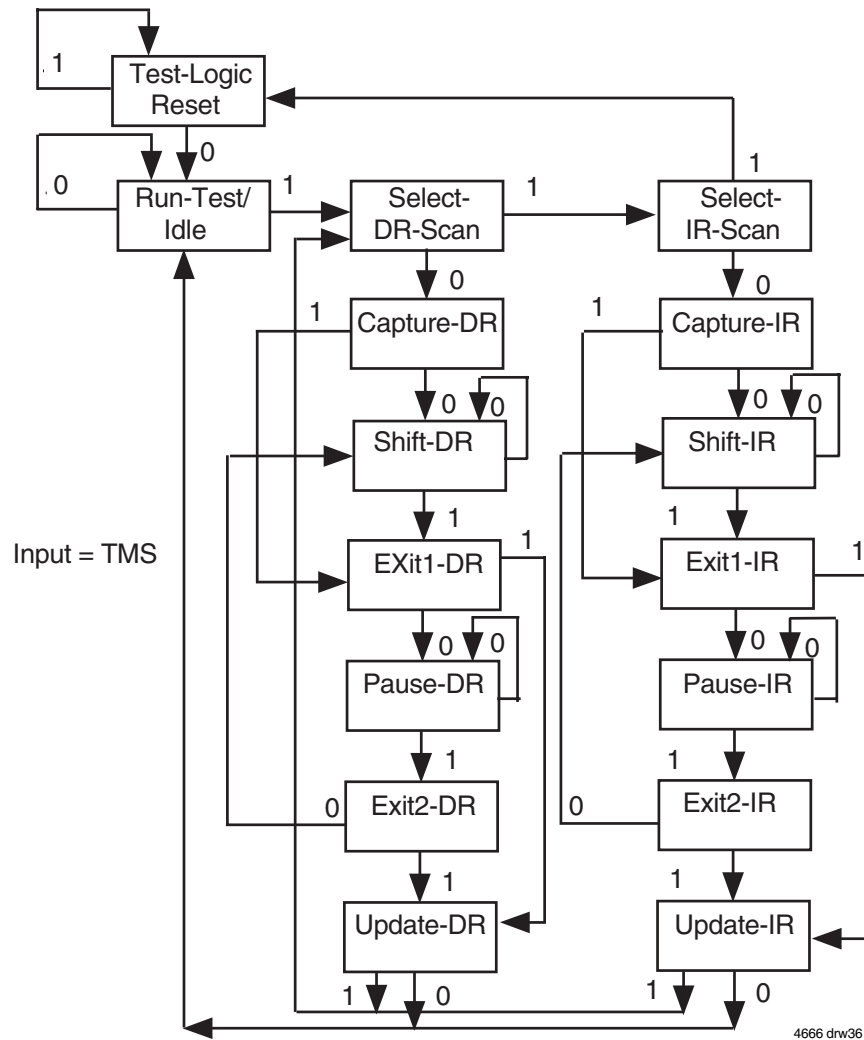 . 1
Test-Logic
Reset
0
. 0
Run-Test/
Idle
1
Select-
DR-Scan
1
Select-
IR-Scan
1
0
0
1
Capture-DR
1
Capture-IR
0
0
0
0
Shift-DR
Shift-IR
1
1
Input = TMS
EXit1-DR
1
Exit1-IR
1
0
0
0
0
Pause-DR
Pause-IR
1
1
0
Exit2-DR
0
Exit2-IR
1
1
Update-DR
Update-IR
1
0
1
0
4666 drw36